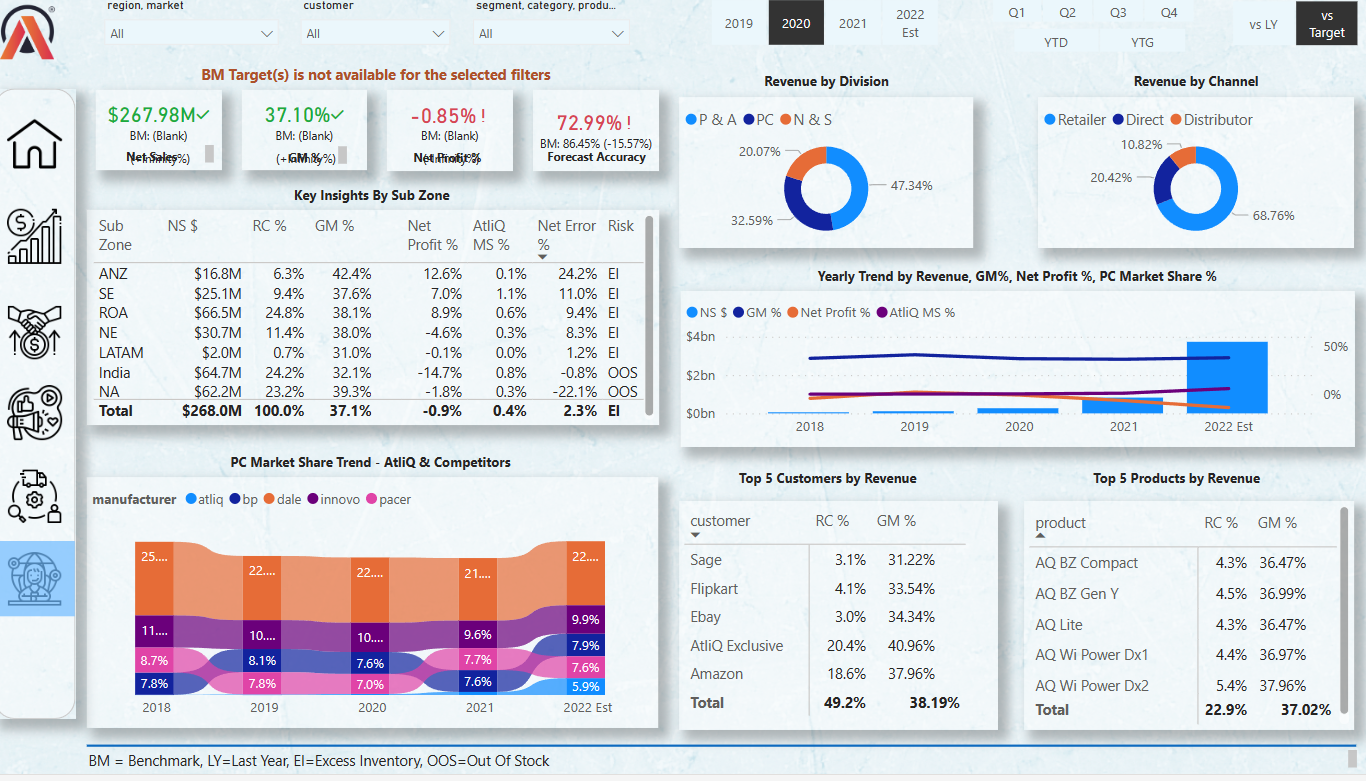 region, market
customer
segment, category, produ...
All
All
All
2019
2020
2021
2022 Est
Q1
Q2
Q3
Q4
YTD
YTG
vs LY
vs Target
BM Target(s) is not available for the selected filters
$267.98M✓
BM: (Blank)
Net Sales
37.10%✓
BM: (Blank)
GM %
-0.85% !
BM: (Blank)
Net Profit %
72.99% !
BM: 86.45% (-15.57%)
Forecast Accuracy
Revenue by Division
P & A PC N & S
20.07%
47.34%
32.59%
Revenue by Channel
Retailer Direct Distributor
10.82%
20.42%
68.76%
Key Insights By Sub Zone
Sub Zone NS $ RC % GM % Net Profit % AtliQ MS % Net Error % Risk
ANZ $16.8M 6.3% 42.4% 12.6% 0.1% 24.2% EI
SE $25.1M 9.4% 37.6% 7.0% 1.1% 11.0% EI
ROA $66.5M 24.8% 38.1% 8.9% 0.6% 9.4% EI
NE $30.7M 11.4% 38.0% -4.6% 0.3% 8.3% EI
LATAM $2.0M 0.7% 31.0% -0.1% 0.0% 1.2% EI
India $64.7M 24.2% 32.1% -14.7% 0.8% -0.8% OOS
NA $62.2M 23.2% 39.3% -1.8% 0.3% -22.1% OOS
Total $268.0M 100.0% 37.1% -0.9% 0.4% 2.3% EI
Yearly Trend by Revenue, GM%, Net Profit %, PC Market Share %
NS $ GM % Net Profit % AtliQ MS %
$4bn
$2bn
$0bn
50%
0%
2018 2019 2020 2021 2022 Est
PC Market Share Trend - AtliQ & Competitors
manufacturer atliq bp dale innovo pacer
25.... 22.... 22.... 21.... 22....
11.... 10.... 10.... 9.6% 9.9%
8.7% 8.1% 7.6% 7.7% 7.9%
7.8% 7.8% 7.0% 7.6% 7.6%
5.9%
2018 2019 2020 2021 2022 Est
Top 5 Customers by Revenue
customer RC % GM %
Sage 3.1% 31.22%
Flipkart 4.1% 33.54%
Ebay 3.0% 34.34%
AtliQ Exclusive 20.4% 40.96%
Amazon 18.6% 37.96%
Total 49.2% 38.19%
Top 5 Products by Revenue
product RC % GM %
AQ BZ Compact 4.3% 36.47%
AQ BZ Gen Y 4.5% 36.99%
AQ Lite 4.3% 36.47%
AQ Wi Power Dx1 4.4% 36.97%
AQ Wi Power Dx2 5.4% 37.96%
Total 22.9% 37.02%
BM = Benchmark, LY=Last Year, EI=Excess Inventory, OOS=Out Of Stock